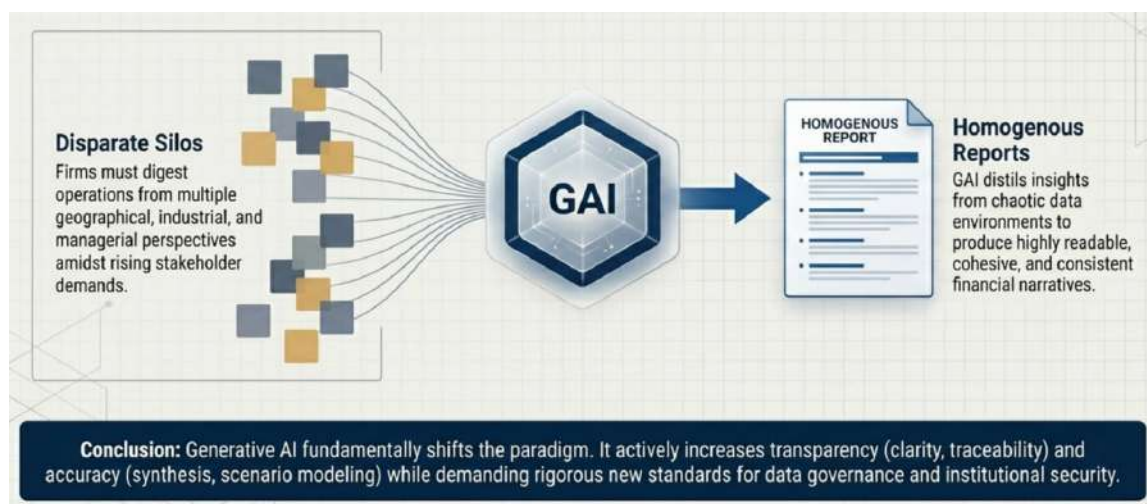 Disparate Silos
Firms must digest
operations from multiple
geographical, industrial, and
managerial perspectives
amidst rising stakeholder
demands.
GAI
HOMOGENOUS
REPORT
Homogenous
Reports
GAI distils insights
from chaotic data
environments to
produce highly readable,
cohesive, and consistent
financial narratives.
Conclusion: Generative AI fundamentally shifts the paradigm. It actively increases transparency (clarity, traceability) and
accuracy (synthesis, scenario modeling) while demanding rigorous new standards for data governance and institutional security.